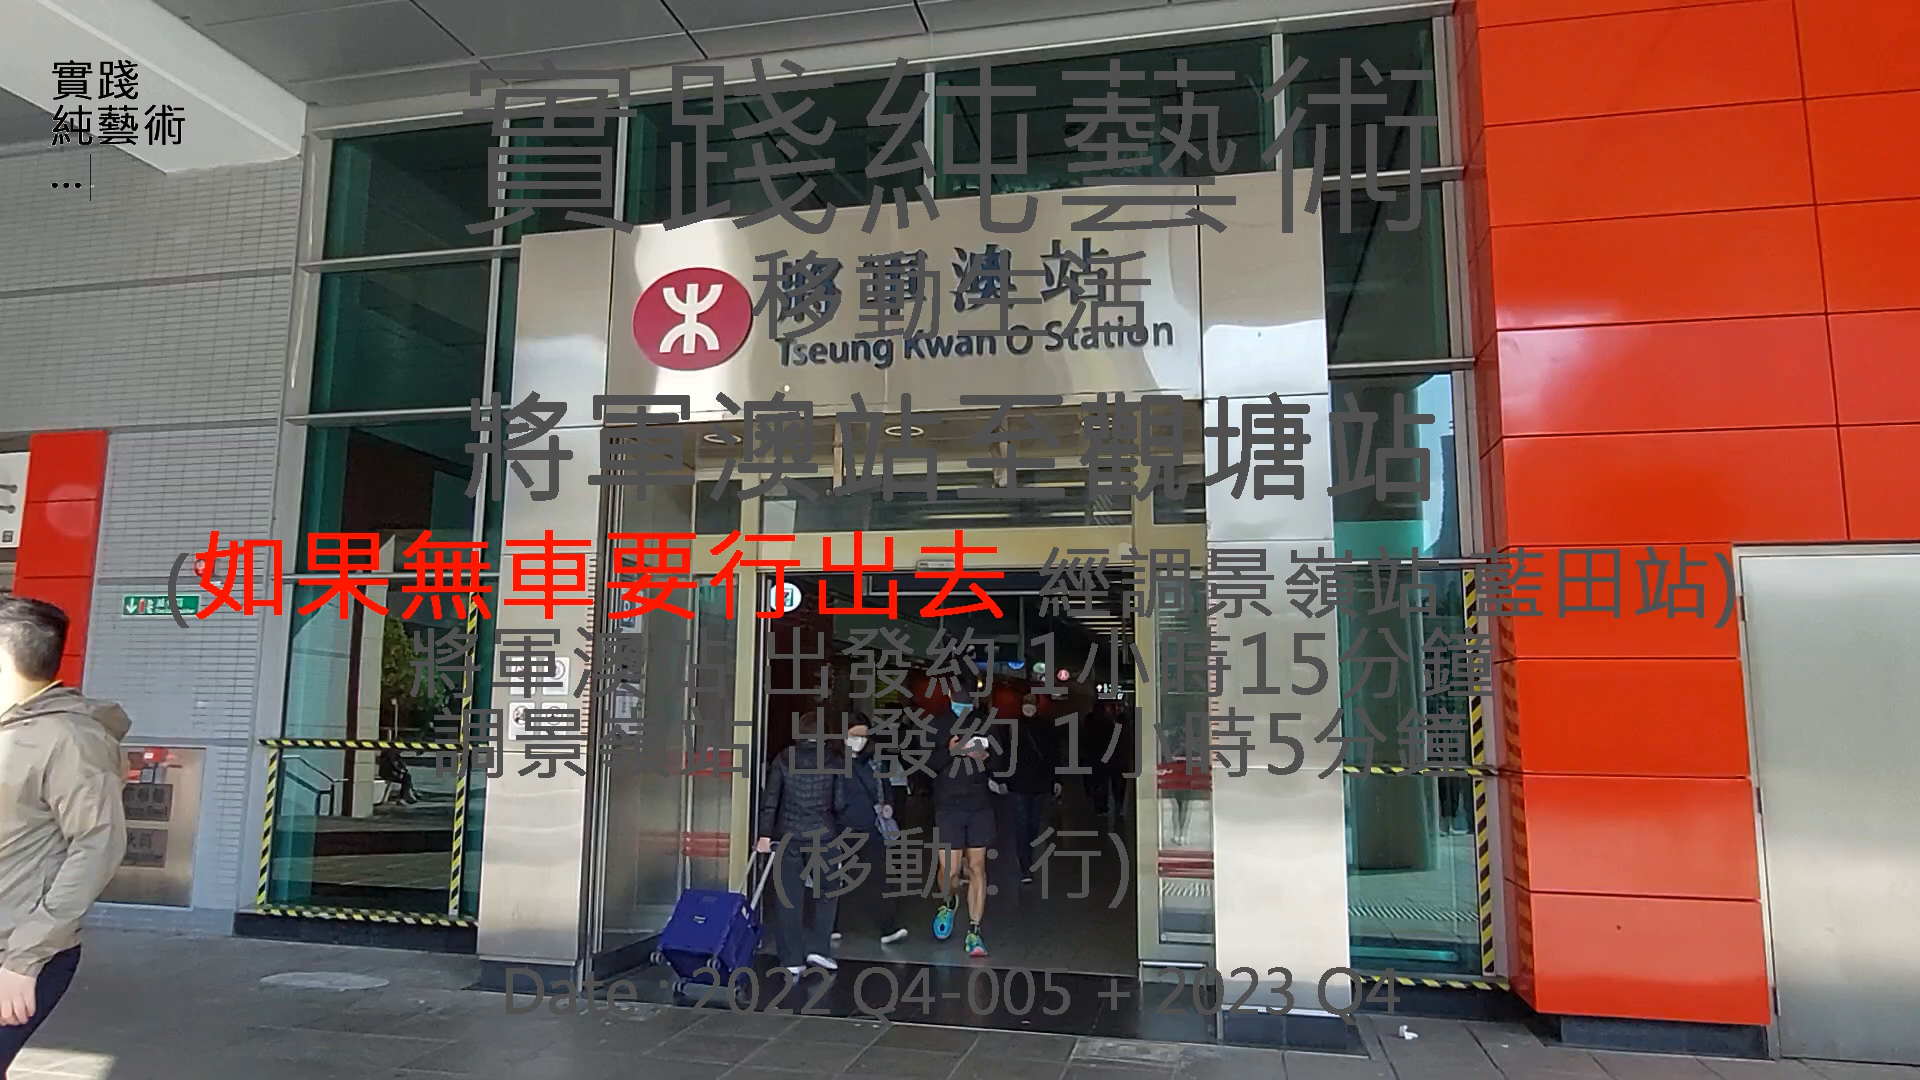 實踐
純藝術
...
實踐純藝術
移動生活
將軍澳站
Tseung Kwan O Station
將軍澳站至觀塘站
(如果無車要行出去 經調景嶺站 藍田站)
將軍澳站 出發約 1小時15分鐘
調景嶺站 出發約 1小時5分鐘
(移動 : 行)
Date : 2022 Q4-005 + 2023 Q4